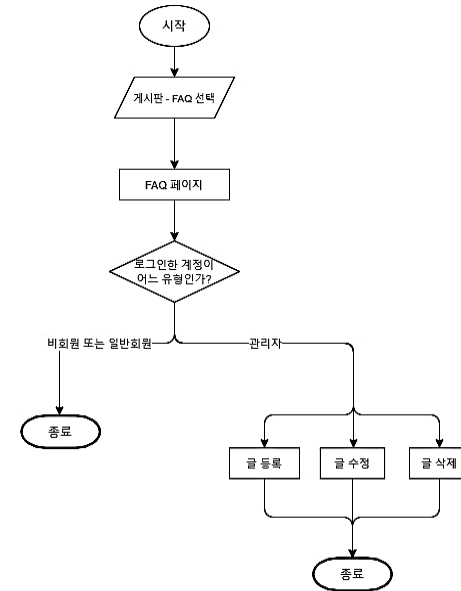 시작
게시판 - FAQ 선택
FAQ 페이지
로그인한 계정이
어느 유형인가?
비회원 또는 일반회원
관리자
종료
글 등록
글 수정
글 삭제
종료